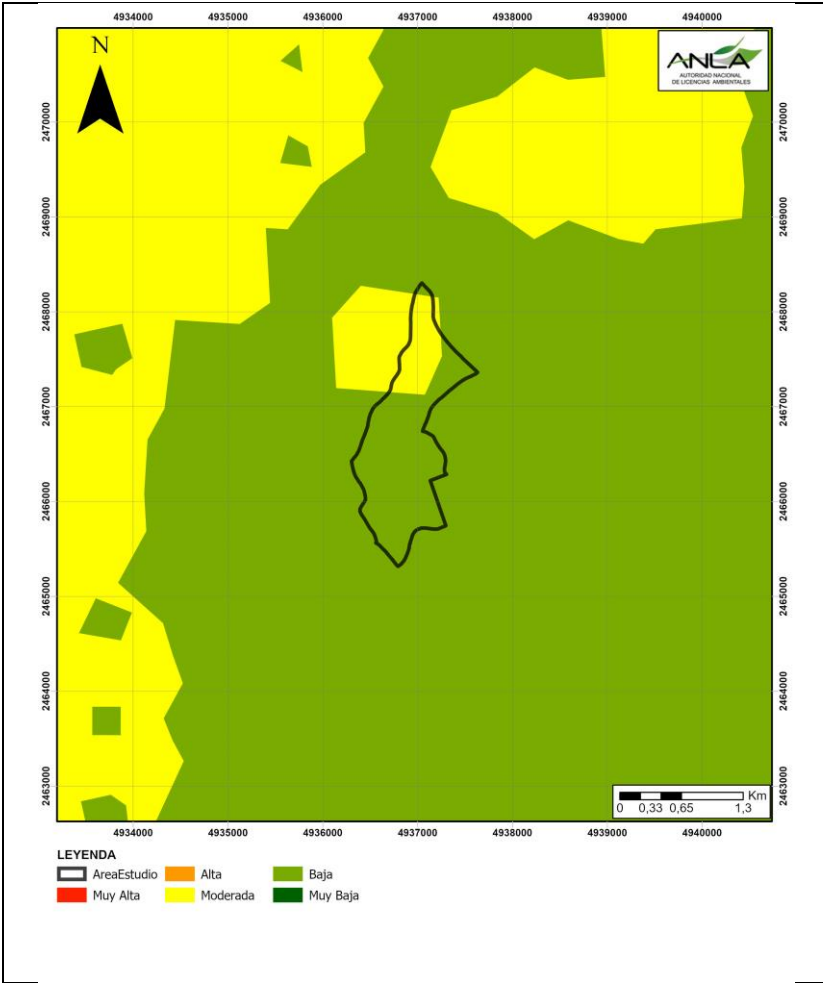 4934000 4935000 4936000 4937000 4938000 4939000 4940000
N
ANLA
AUTORIDAD NACIONAL
DE LICENCIAS AMBIENTALES
2470000 2470000
2469000 2469000
2468000 2468000
2467000 2467000
2466000 2466000
2465000 2465000
2464000 2464000
2463000 2463000
Km
0 0,33 0,65 1,3
4934000 4935000 4936000 4937000 4938000 4939000 4940000
LEYENDA
AreaEstudio Alta Baja
Muy Alta Moderada Muy Baja